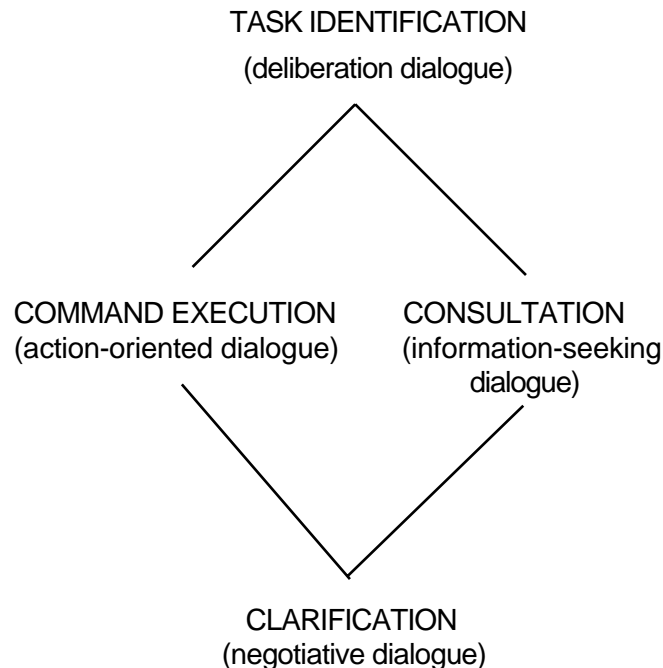 TASK IDENTIFICATION
(deliberation dialogue)
COMMAND EXECUTION
(action-oriented dialogue)
CONSULTATION
(information-seeking
dialogue)
CLARIFICATION
(negotiative dialogue)